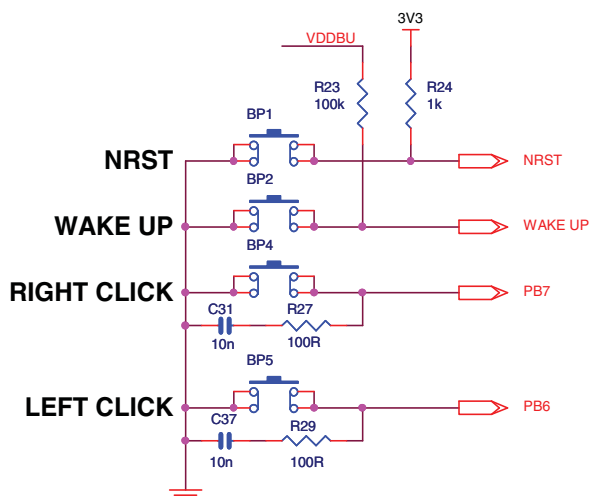 3V3
VDDBU
R23
100k
R24
1k
BP1
NRST
NRST
BP2
WAKE UP
WAKE UP
BP4
RIGHT CLICK
PB7
C31
10n
R27
100R
BP5
LEFT CLICK
PB6
C37
10n
R29
100R